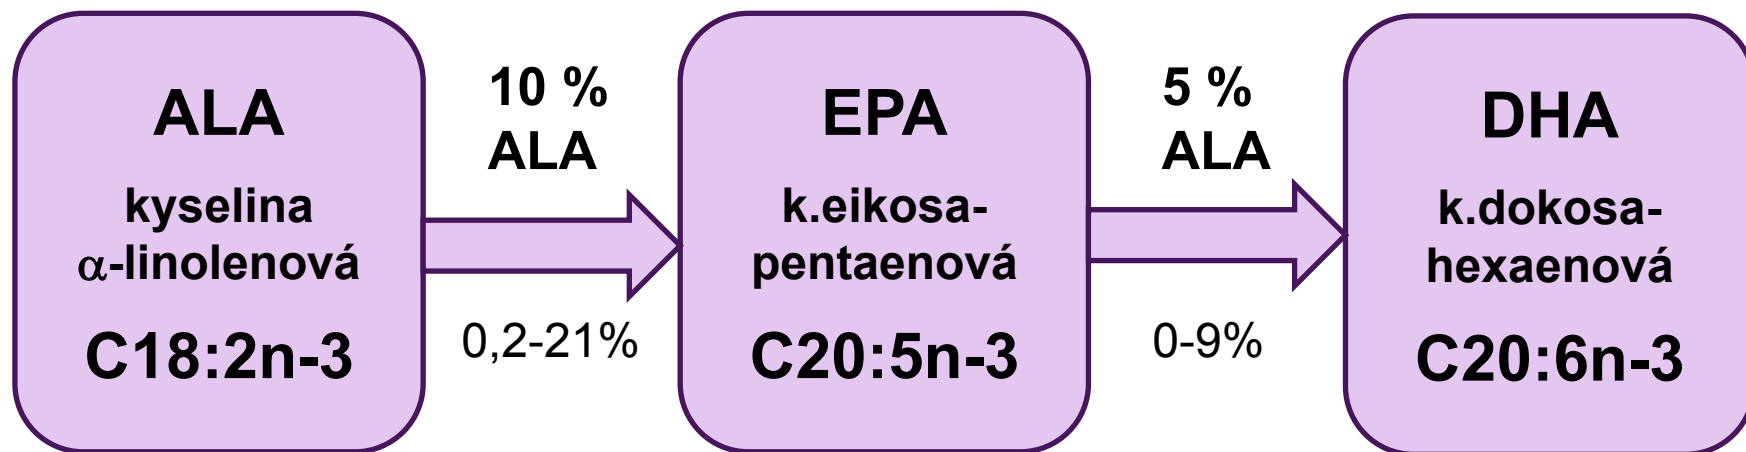 ALA
kyselina
α-linolenová
C18:2n-3
10 %
ALA
0,2-21%
EPA
k.eikosa-
pentaenová
C20:5n-3
5 %
ALA
0-9%
DHA
k.dokosa-
hexaenová
C20:6n-3